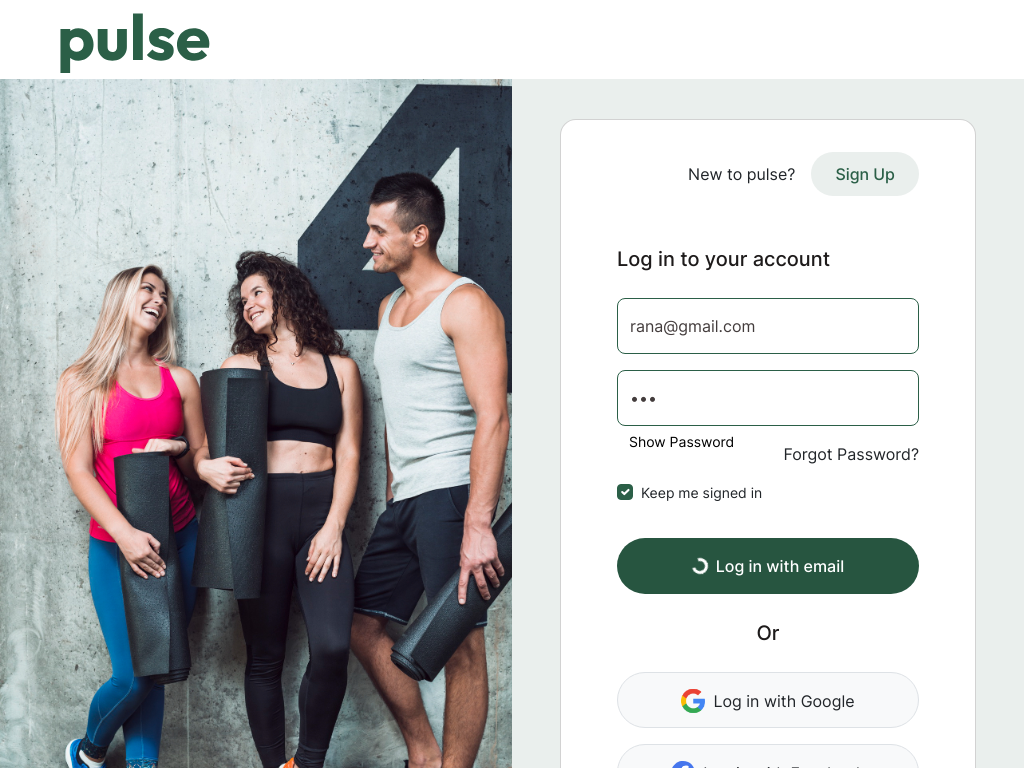 pulse
4
New to pulse? Sign Up
Log in to your account
rana@gmail.com
•••
Show Password
Forgot Password?
Keep me signed in
Log in with email
Or
Log in with Google